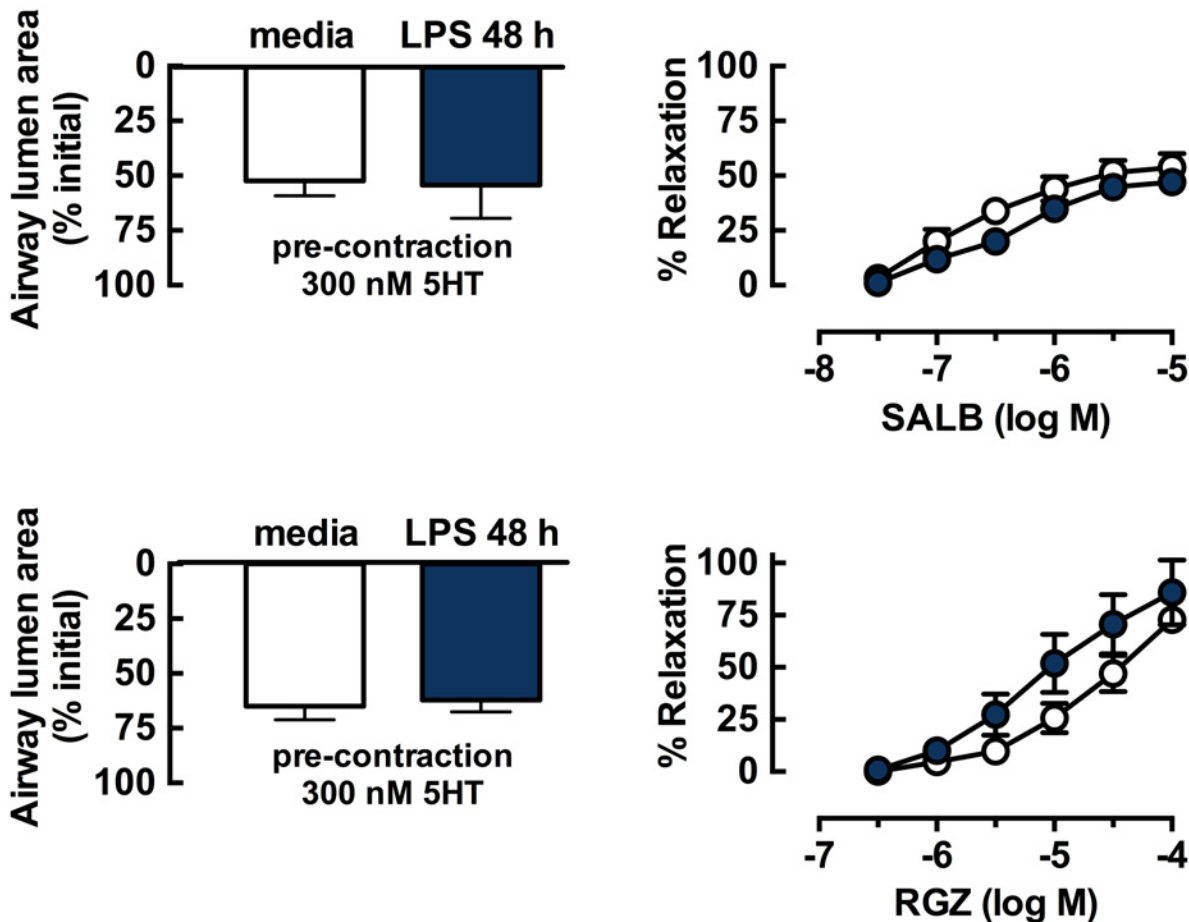 media LPS 48 h
Airway lumen area
(% initial)
0
25
50
75
100
pre-contraction
300 nM 5HT
% Relaxation
100
75
50
25
0
-8 -7 -6 -5
SALB (log M)
media LPS 48 h
Airway lumen area
(% initial)
0
25
50
75
100
pre-contraction
300 nM 5HT
% Relaxation
100
75
50
25
0
-7 -6 -5 -4
RGZ (log M)